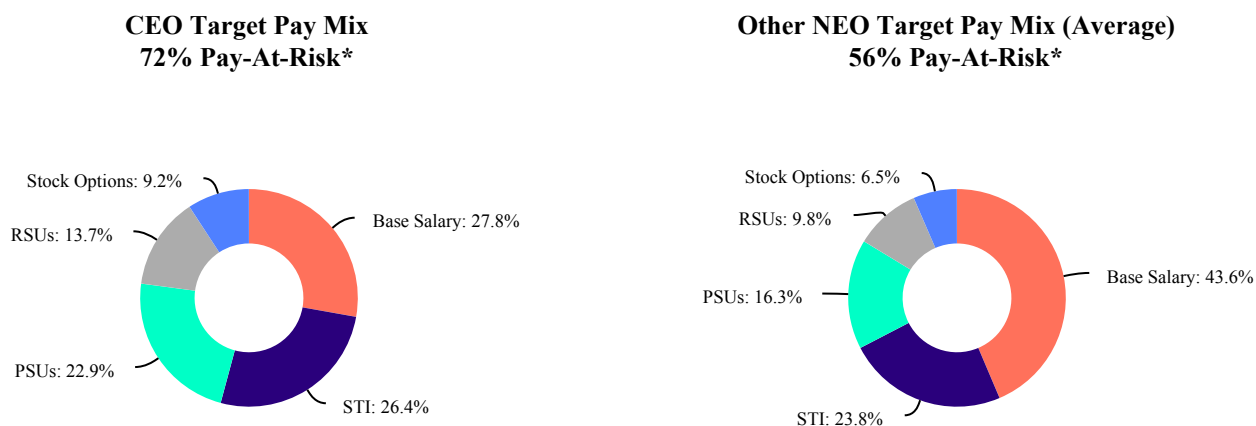 CEO Target Pay Mix
72% Pay-At-Risk*
Stock Options: 9.2%
RSUs: 13.7%
Base Salary: 27.8%
PSUs: 22.9%
STI: 26.4%
Other NEO Target Pay Mix (Average)
56% Pay-At-Risk*
Stock Options: 6.5%
RSUs: 9.8%
Base Salary: 43.6%
PSUs: 16.3%
STI: 23.8%